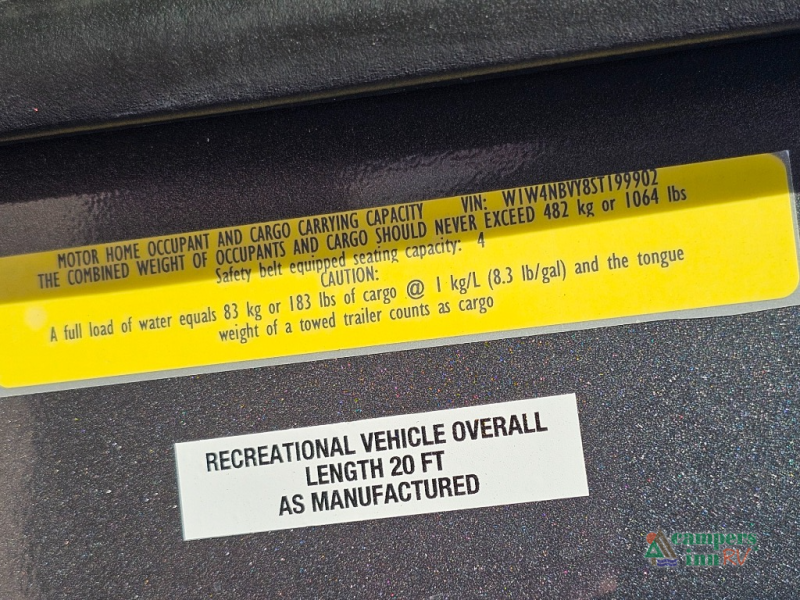 MOTOR HOME OCCUPANT AND CARGO CARRYING CAPACITY VIN: W1W4NBVY8ST199902
THE COMBINED WEIGHT OF OCCUPANTS AND CARGO SHOULD NEVER EXCEED 482 kg or 1064 lbs
Safety belt equipped seating capacity: 4
CAUTION:
A full load of water equals 83 kg or 183 lbs of cargo @ 1 kg/L (8.3 lb/gal) and the tongue
weight of a towed trailer counts as cargo
RECREATIONAL VEHICLE OVERALL
LENGTH 20 FT
AS MANUFACTURED
campers
inn RV